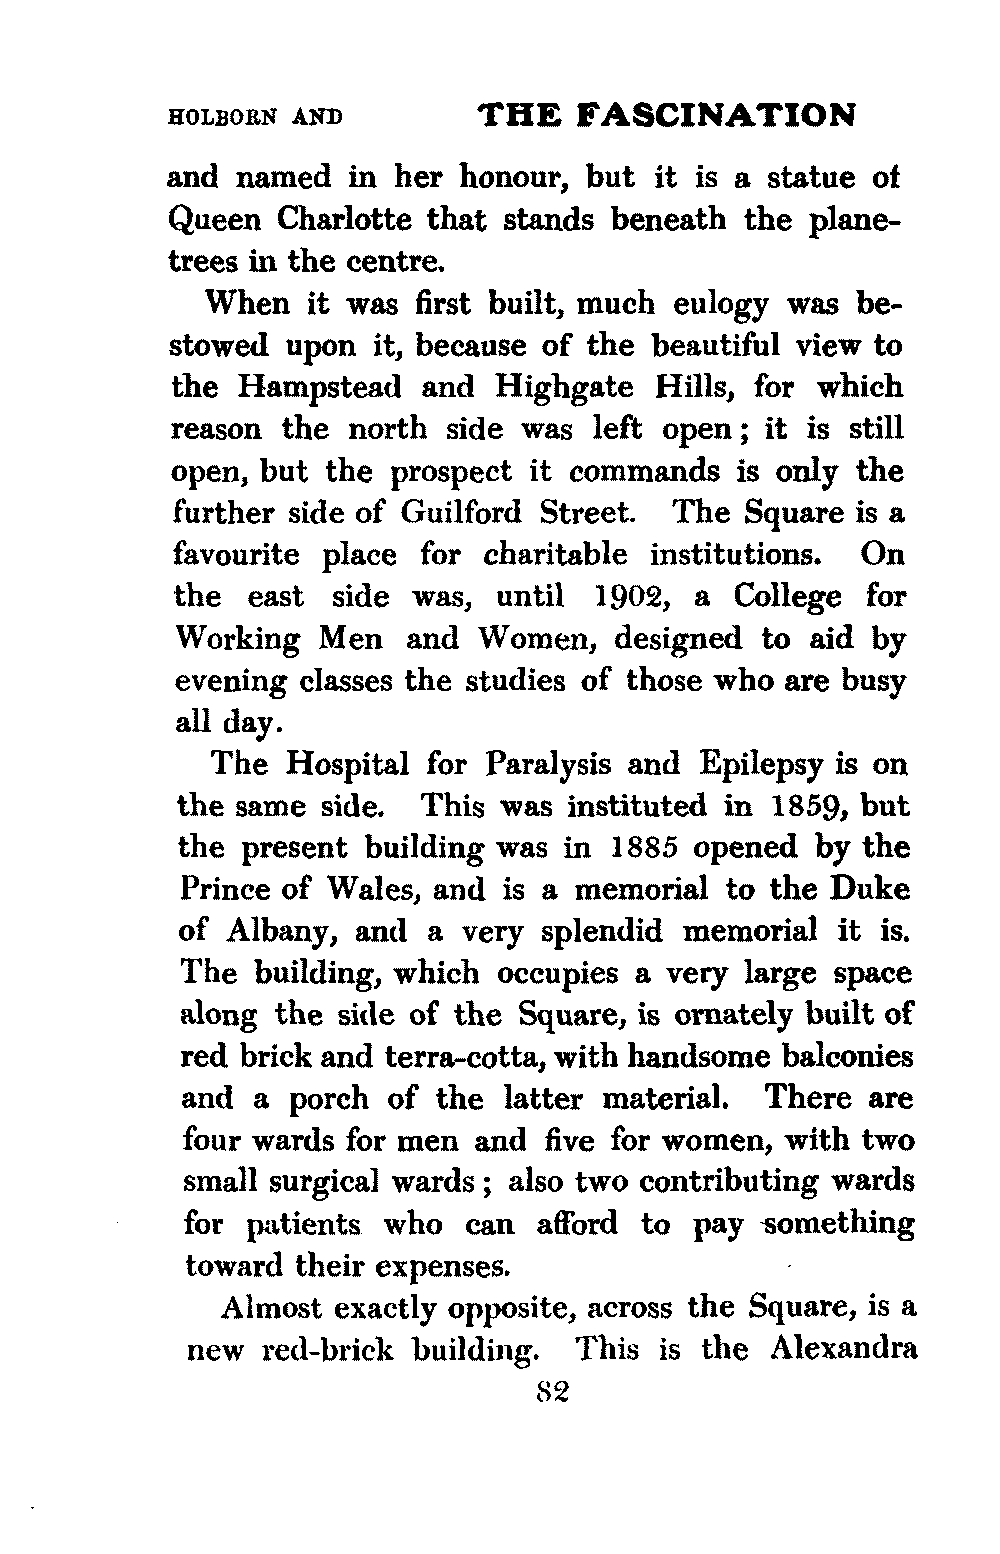 HOLBORN AND THE FASCINATION
and named in her honour, but it is a statue of
Queen Charlotte that stands beneath the plane-
trees in the centre.
When it was first built, much eulogy was be-
stowed upon it, because of the beautiful view to
the Hampstead and Highgate Hills, for which
reason the north side was left open; it is still
open, but the prospect it commands is only the
further side of Guilford Street. The Square is a
favourite place for charitable institutions. On
the east side was, until 1902, a College for
Working Men and Women, designed to aid by
evening classes the studies of those who are busy
all day.
The Hospital for Paralysis and Epilepsy is on
the same side. This was instituted in 1859, but
the present building was in 1885 opened by the
Prince of Wales, and is a memorial to the Duke
of Albany, and a very splendid memorial it is.
The building, which occupies a very large space
along the side of the Square, is ornately built of
red brick and terra-cotta, with handsome balconies
and a porch of the latter material. There are
four wards for men and five for women, with two
small surgical wards; also two contributing wards
for patients who can afford to pay something
toward their expenses.
Almost exactly opposite, across the Square, is a
new red-brick building. This is the Alexandra
82